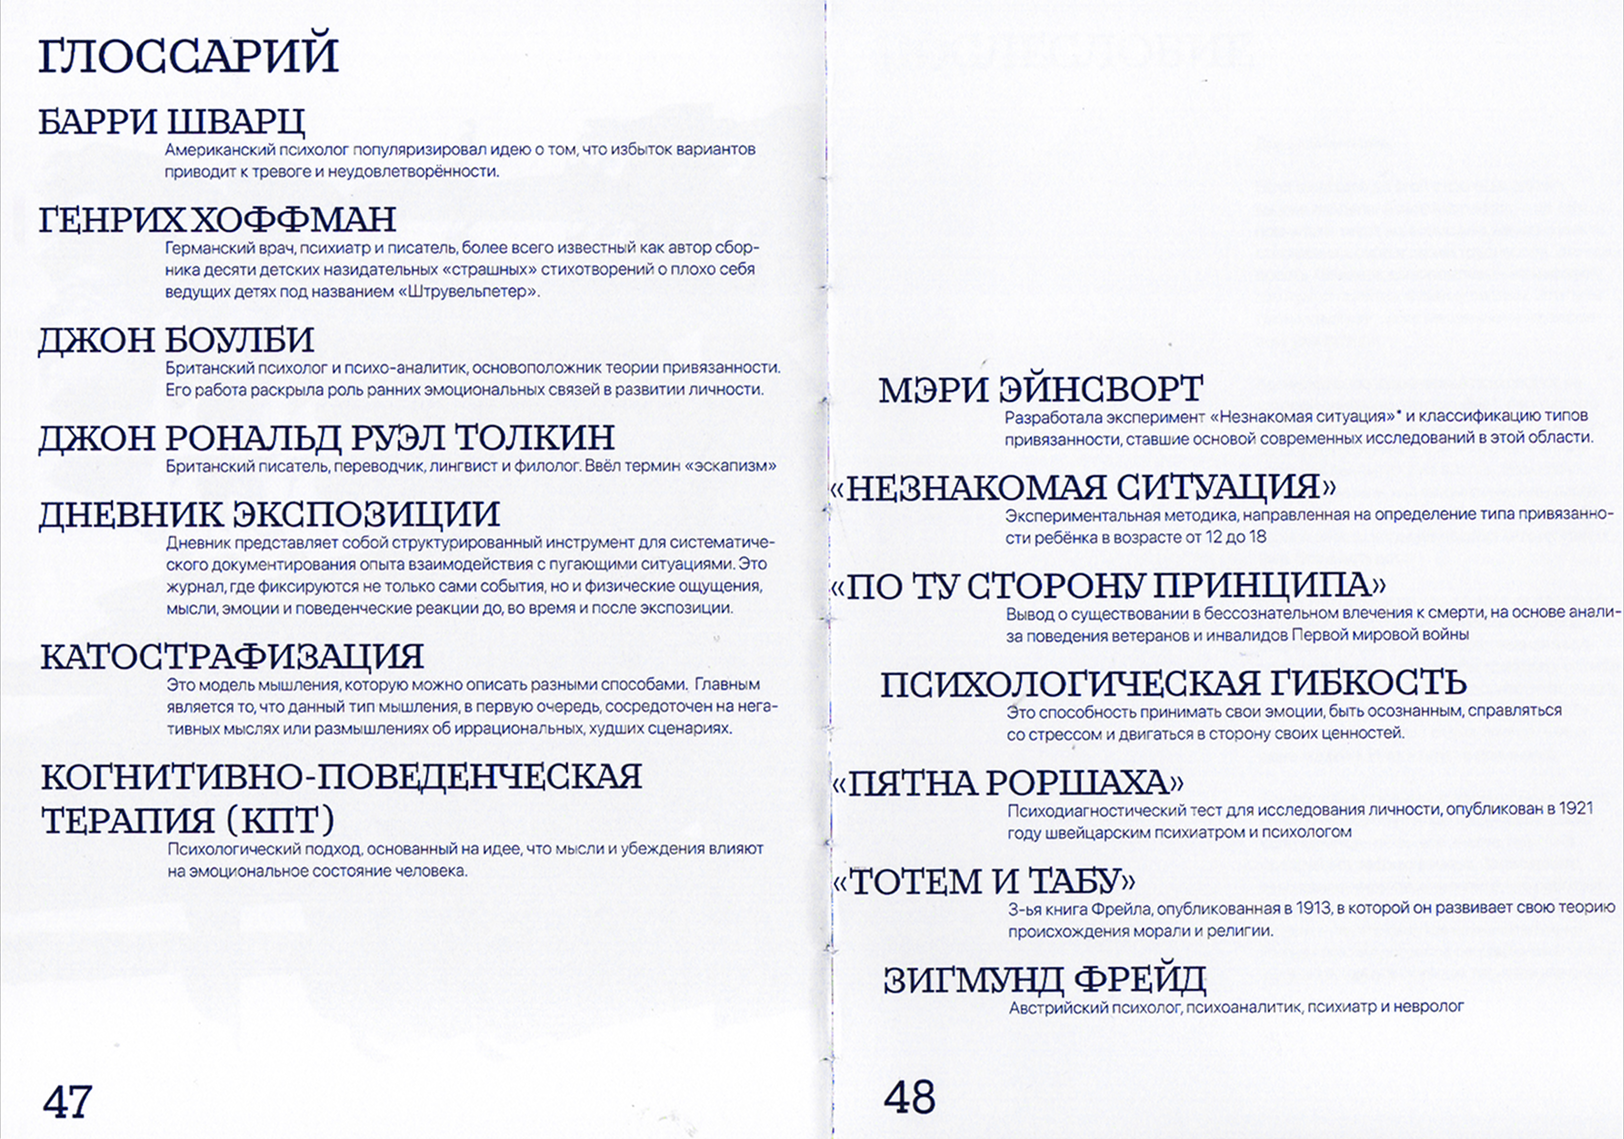 ГЛОССАРИЙ
БАРРИ ШВАРЦ
Американский психолог популяризировал идею о том, что избыток вариантов
приводит к тревоге и неудовлетворённости.
ГЕНРИХ ХОФФМАН
Германский врач, психиатр и писатель, более всего известный как автор сбор-
ника десяти детских назидательных «страшных» стихотворений о плохо себя
ведущих детях под названием «Штрувельпетер».
ДЖОН БОУЛБИ
Британский психолог и психо-аналитик, основоположник теории привязанности.
Его работа раскрыла роль ранних эмоциональных связей в развитии личности.
ДЖОН РОНАЛЬД РУЭЛ ТОЛКИН
Британский писатель, переводчик, лингвист и филолог. Ввёл термин «эскапизм»
ДНЕВНИК ЭКСПОЗИЦИИ
Дневник представляет собой структурированный инструмент для систематиче-
ского документирования опыта взаимодействия с пугающими ситуациями. Это
журнал, где фиксируются не только сами события, но и физические ощущения,
мысли, эмоции и поведенческие реакции до, во время и после экспозиции.
КАТОСТРАФИЗАЦИЯ
Это модель мышления, которую можно описать разными способами. Главным
является то, что данный тип мышления, в первую очередь, сосредоточен на нега-
тивных мыслях или размышлениях об иррациональных, худших сценариях.
КОГНИТИВНО-ПОВЕДЕНЧЕСКАЯ
ТЕРАПИЯ (КПТ)
Психологический подход, основанный на идее, что мысли и убеждения влияют
на эмоциональное состояние человека.
47
МЭРИ ЭЙНСВОРТ
Разработала эксперимент «Незнакомая ситуация»* и классификацию типов
привязанности, ставшие основой современных исследований в этой области.
«НЕЗНАКОМАЯ СИТУАЦИЯ»
Экспериментальная методика, направленная на определение типа привязанно-
сти ребёнка в возрасте от 12 до 18
«ПО ТУ СТОРОНУ ПРИНЦИПА»
Вывод о существовании в бессознательном влечения к смерти, на основе анали-
за поведения ветеранов и инвалидов Первой мировой войны
ПСИХОЛОГИЧЕСКАЯ ГИБКОСТЬ
Это способность принимать свои эмоции, быть осознанным, справляться
со стрессом и двигаться в сторону своих ценностей.
«ПЯТНА РОРШАХА»
Психодиагностический тест для исследования личности, опубликован в 1921
году швейцарским психиатром и психологом
«ТОТЕМ И ТАБУ»
3-ья книга Фрейла, опубликованная в 1913, в которой он развивает свою теорию
происхождения морали и религии.
ЗИГМУНД ФРЕЙД
Австрийский психолог, психоаналитик, психиатр и невролог
48